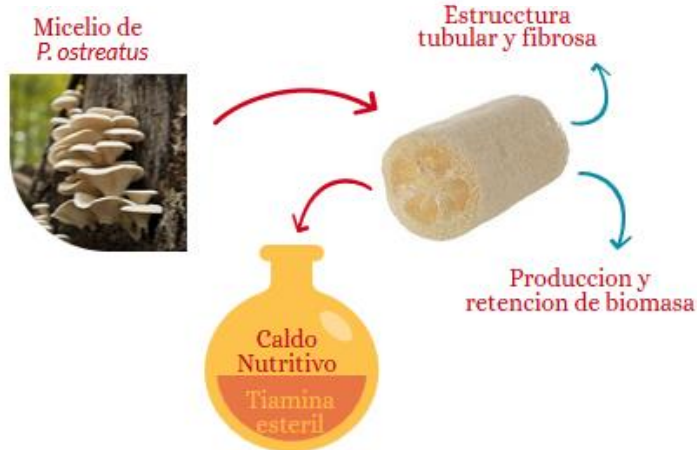 Micelio de
P. ostreatus
Estrucctura
tubular y fibrosa
Produccion y
retencion de biomasa
Caldo
Nutritivo
Tiamina
esteril